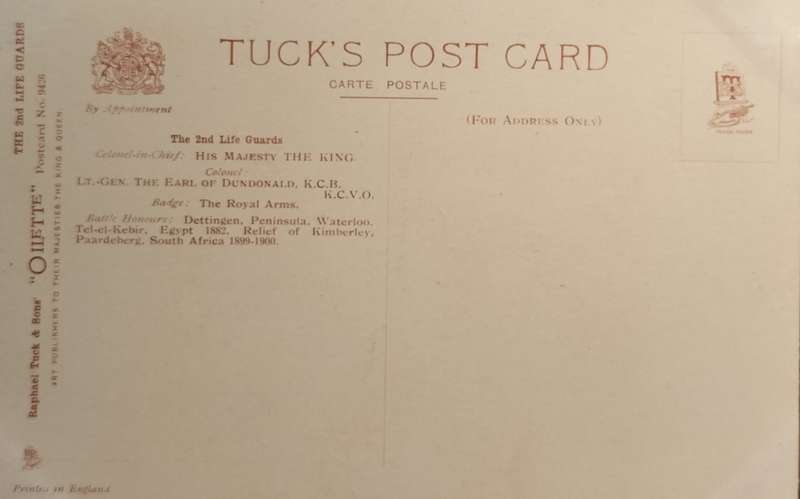 TUCK'S POST CARD
CARTE POSTALE
By Appointment
(FOR ADDRESS ONLY)
The 2nd Life Guards
Colonel-in-Chief: HIS MAJESTY THE KING.
Colonel:
LT.-GEN. THE EARL OF DUNDONALD, K.C.B.
K.C.V.O.
Badge: The Royal Arms.
Battle Honours: Dettingen, Peninsula, Waterloo,
Tel-el-Kebir, Egypt 1882, Relief of Kimberley,
Paardeberg, South Africa 1899-1900.
THE 2nd LIFE GUARDS
Raphael Tuck & Sons' "OILETTE" Postcard No. 9426
ART PUBLISHERS TO THEIR MAJESTIES THE KING & QUEEN.
Printed in England